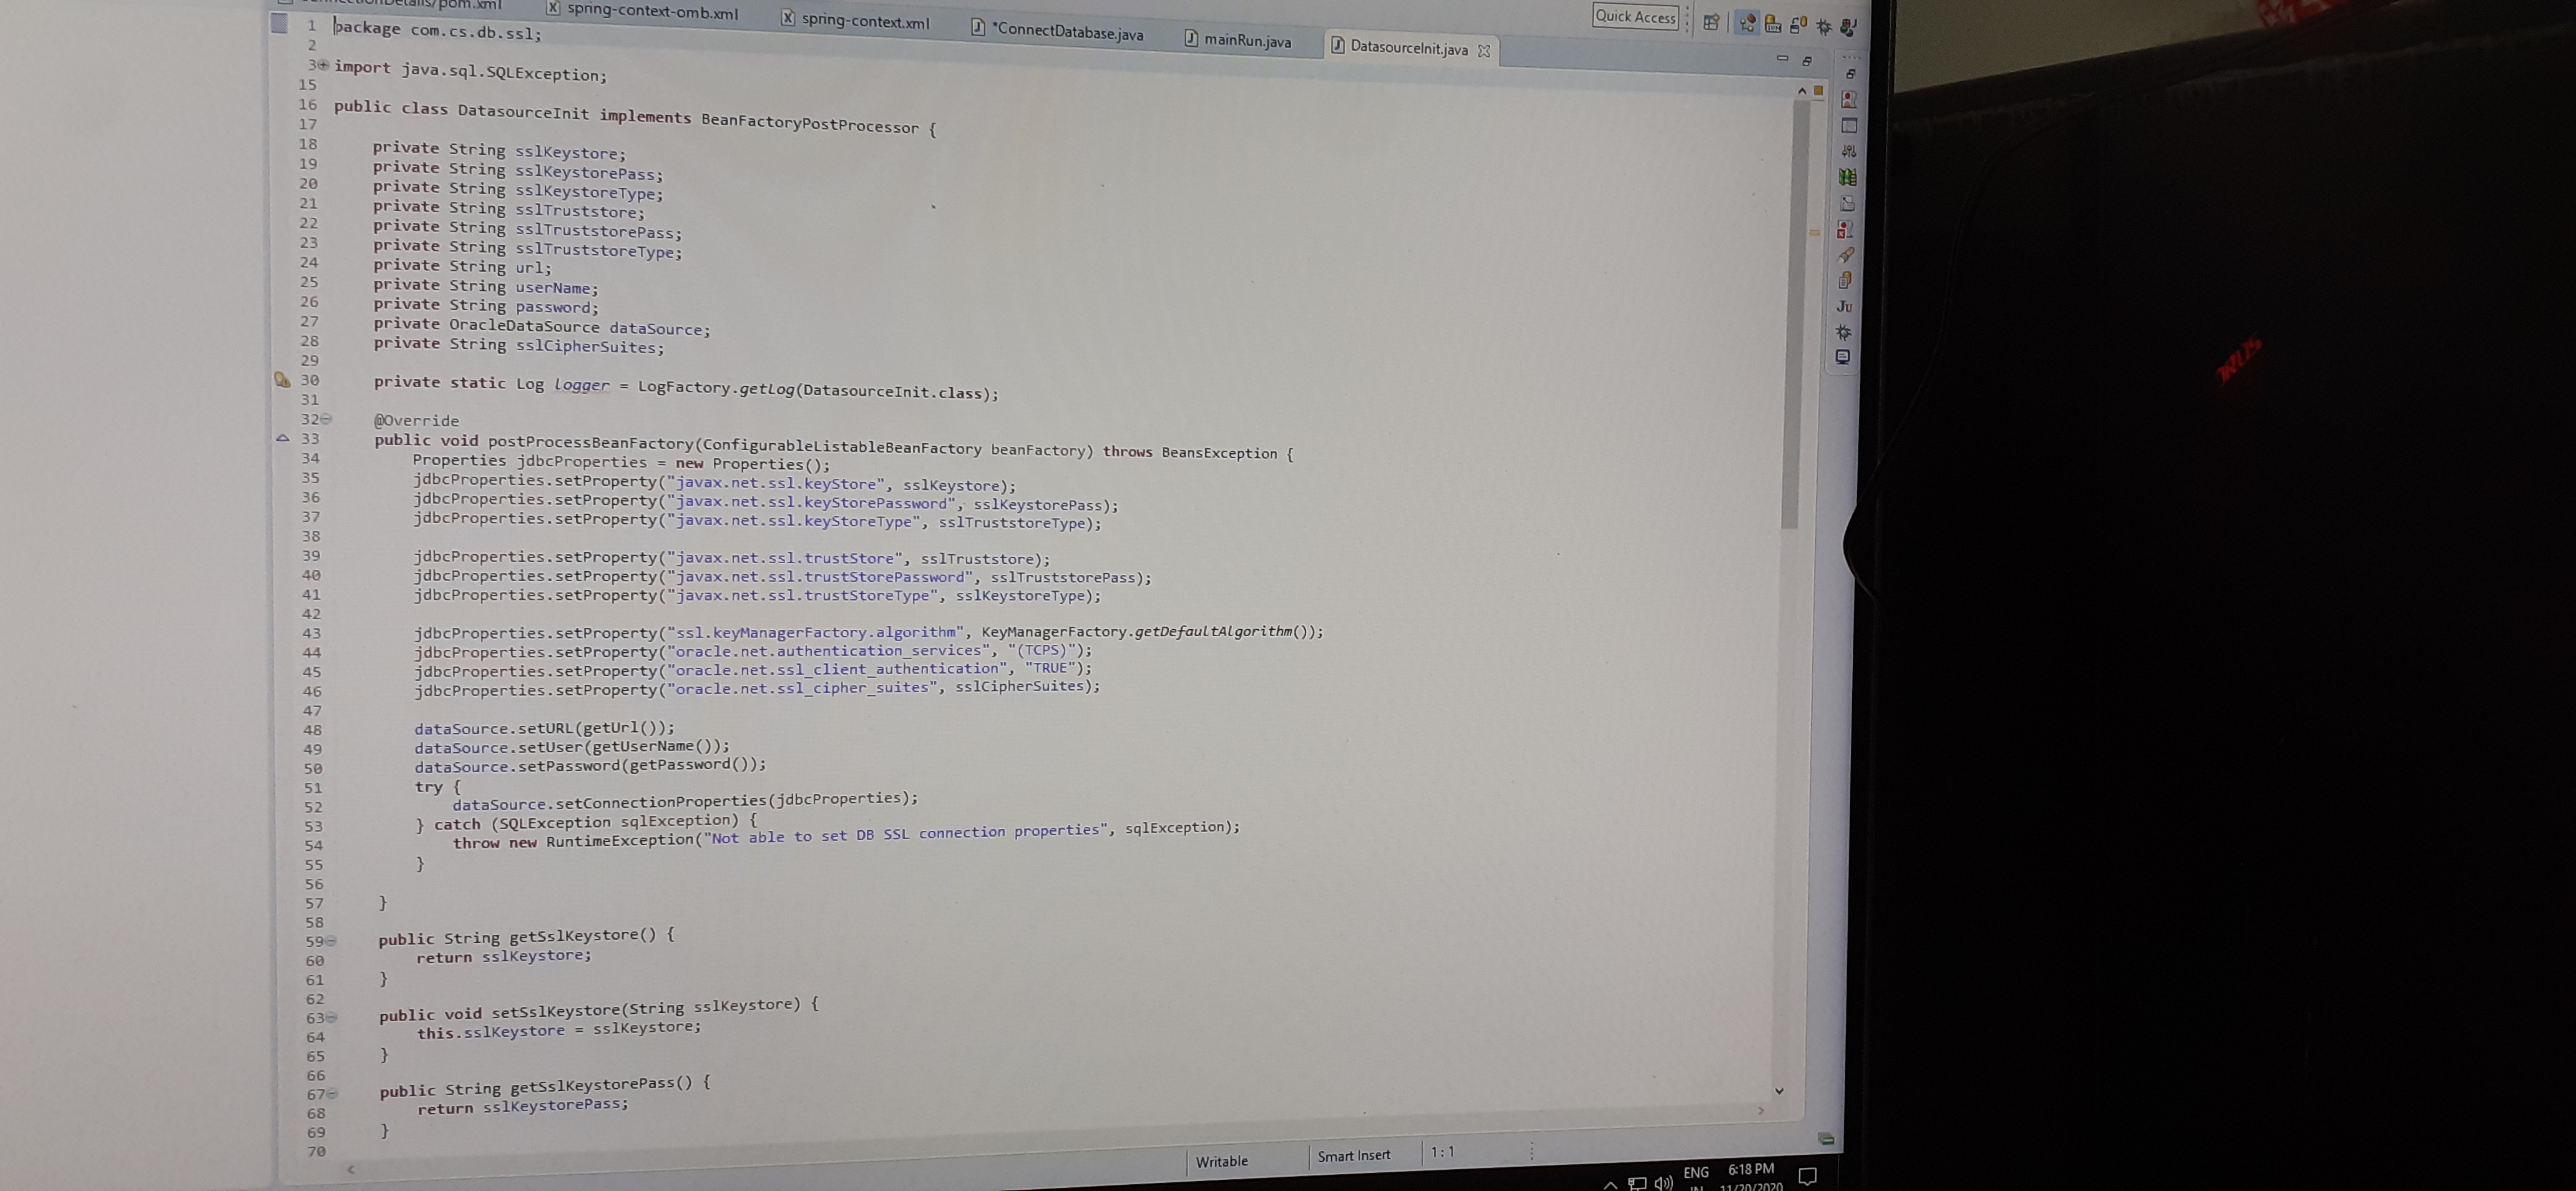 pom.xml
spring-context-omb.xml
spring-context.xml
*ConnectDatabase.java
mainRun.java
DatasourceInit.java
Quick Access
1 package com.cs.db.ssl;
2
3 import java.sql.SQLException;
15
16 public class DatasourceInit implements BeanFactoryPostProcessor {
17
18 private String sslKeystore;
19 private String sslKeystorePass;
20 private String sslKeystoreType;
21 private String sslTruststore;
22 private String sslTruststorePass;
23 private String sslTruststoreType;
24 private String url;
25 private String userName;
26 private String password;
27 private OracleDataSource dataSource;
28 private String sslCipherSuites;
29
30 private static Log logger = LogFactory.getLog(DatasourceInit.class);
31
32 @Override
33 public void postProcessBeanFactory(ConfigurableListableBeanFactory beanFactory) throws BeansException {
34 Properties jdbcProperties = new Properties();
35 jdbcProperties.setProperty("javax.net.ssl.keyStore", sslKeystore);
36 jdbcProperties.setProperty("javax.net.ssl.keyStorePassword", sslKeystorePass);
37 jdbcProperties.setProperty("javax.net.ssl.keyStoreType", sslTruststoreType);
38
39 jdbcProperties.setProperty("javax.net.ssl.trustStore", sslTruststore);
40 jdbcProperties.setProperty("javax.net.ssl.trustStorePassword", sslTruststorePass);
41 jdbcProperties.setProperty("javax.net.ssl.trustStoreType", sslKeystoreType);
42
43 jdbcProperties.setProperty("ssl.keyManagerFactory.algorithm", KeyManagerFactory.getDefaultAlgorithm());
44 jdbcProperties.setProperty("oracle.net.authentication_services", "(TCPS)");
45 jdbcProperties.setProperty("oracle.net.ssl_client_authentication", "TRUE");
46 jdbcProperties.setProperty("oracle.net.ssl_cipher_suites", sslCipherSuites);
47
48 dataSource.setURL(getUrl());
49 dataSource.setUser(getUserName());
50 dataSource.setPassword(getPassword());
51 try {
52 dataSource.setConnectionProperties(jdbcProperties);
53 } catch (SQLException sqlException) {
54 throw new RuntimeException("Not able to set DB SSL connection properties", sqlException);
55 }
56
57 }
58
59 public String getSslKeystore() {
60 return sslKeystore;
61 }
62
63 public void setSslKeystore(String sslKeystore) {
64 this.sslKeystore = sslKeystore;
65 }
66
67 public String getSslKeystorePass() {
68 return sslKeystorePass;
69 }
70
Ju
Writable
Smart Insert
1 : 1
ENG
6:18 PM
11/20/2020